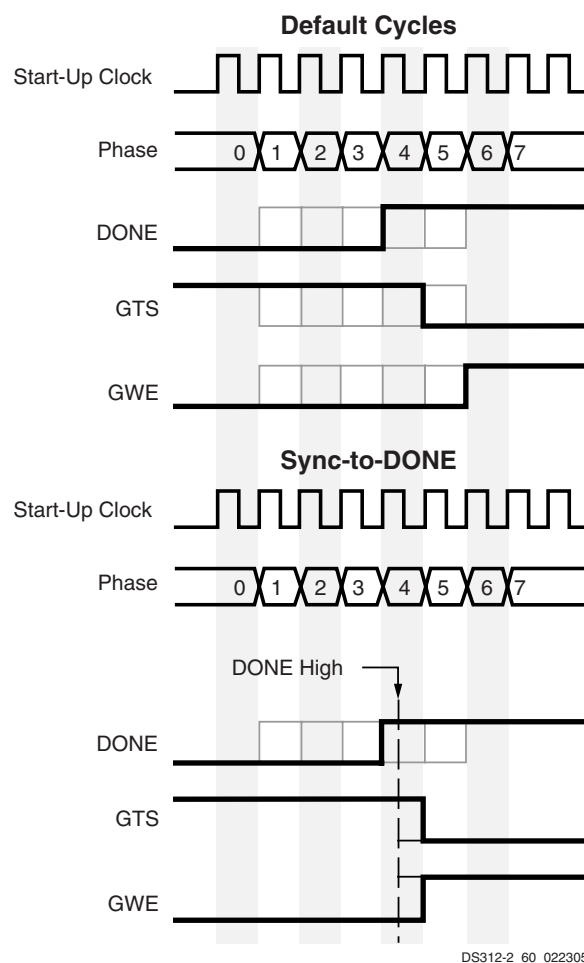 Default Cycles
Start-Up Clock
Phase
0 1 2 3 4 5 6 7
DONE
GTS
GWE
Sync-to-DONE
Start-Up Clock
Phase
0 1 2 3 4 5 6 7
DONE High
DONE
GTS
GWE
DS312-2_60_022305